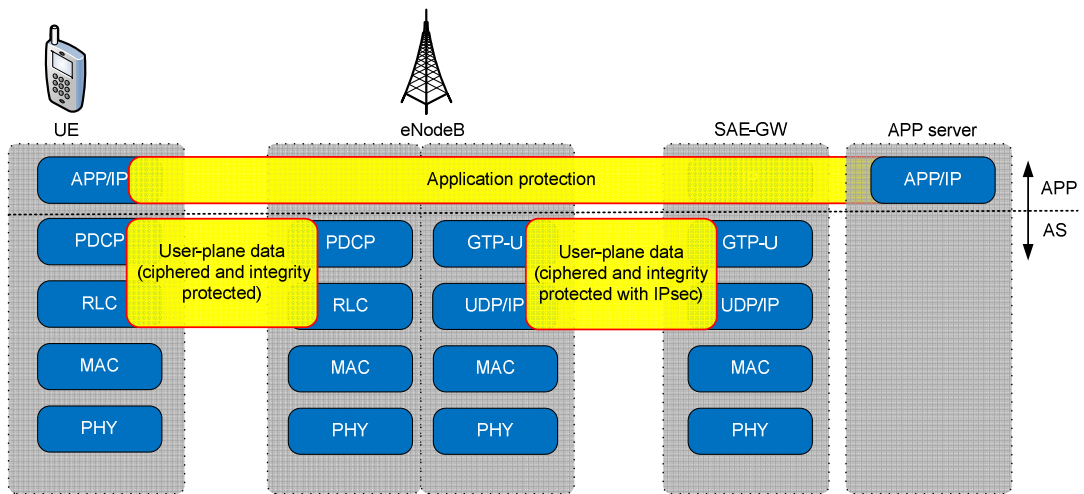 UE
eNodeB
SAE-GW
APP server
APP/IP
Application protection
IP
APP/IP
APP
AS
PDCP
User-plane data
(ciphered and integrity
protected)
PDCP
GTP-U
User-plane data
(ciphered and integrity
protected with IPsec)
GTP-U
RLC
RLC
UDP/IP
UDP/IP
MAC
MAC
MAC
MAC
PHY
PHY
PHY
PHY